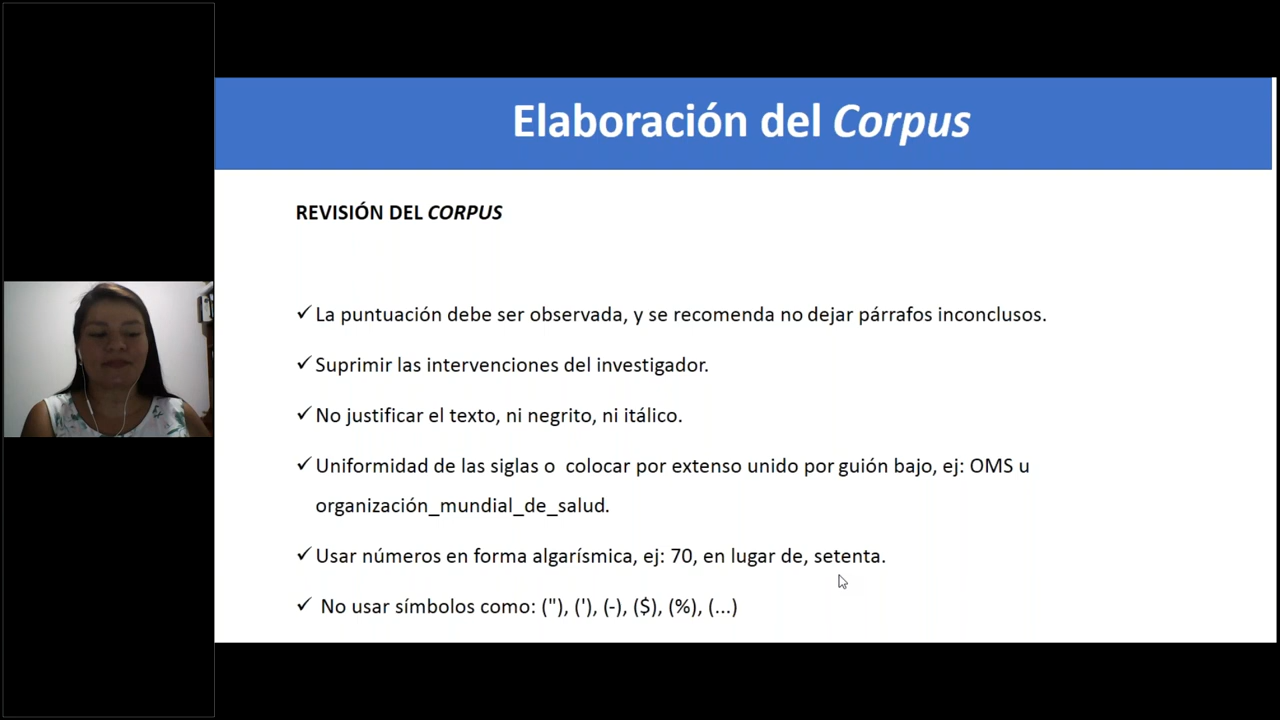 Elaboración del Corpus
REVISIÓN DEL CORPUS
✓ La puntuación debe ser observada, y se recomenda no dejar párrafos inconclusos.
✓ Suprimir las intervenciones del investigador.
✓ No justificar el texto, ni negrito, ni itálico.
✓ Uniformidad de las siglas o colocar por extenso unido por guión bajo, ej: OMS u
organización_mundial_de_salud.
✓ Usar números en forma algarísmica, ej: 70, en lugar de, setenta.
✓ No usar símbolos como: ("), ('), (-), ($), (%), (...)